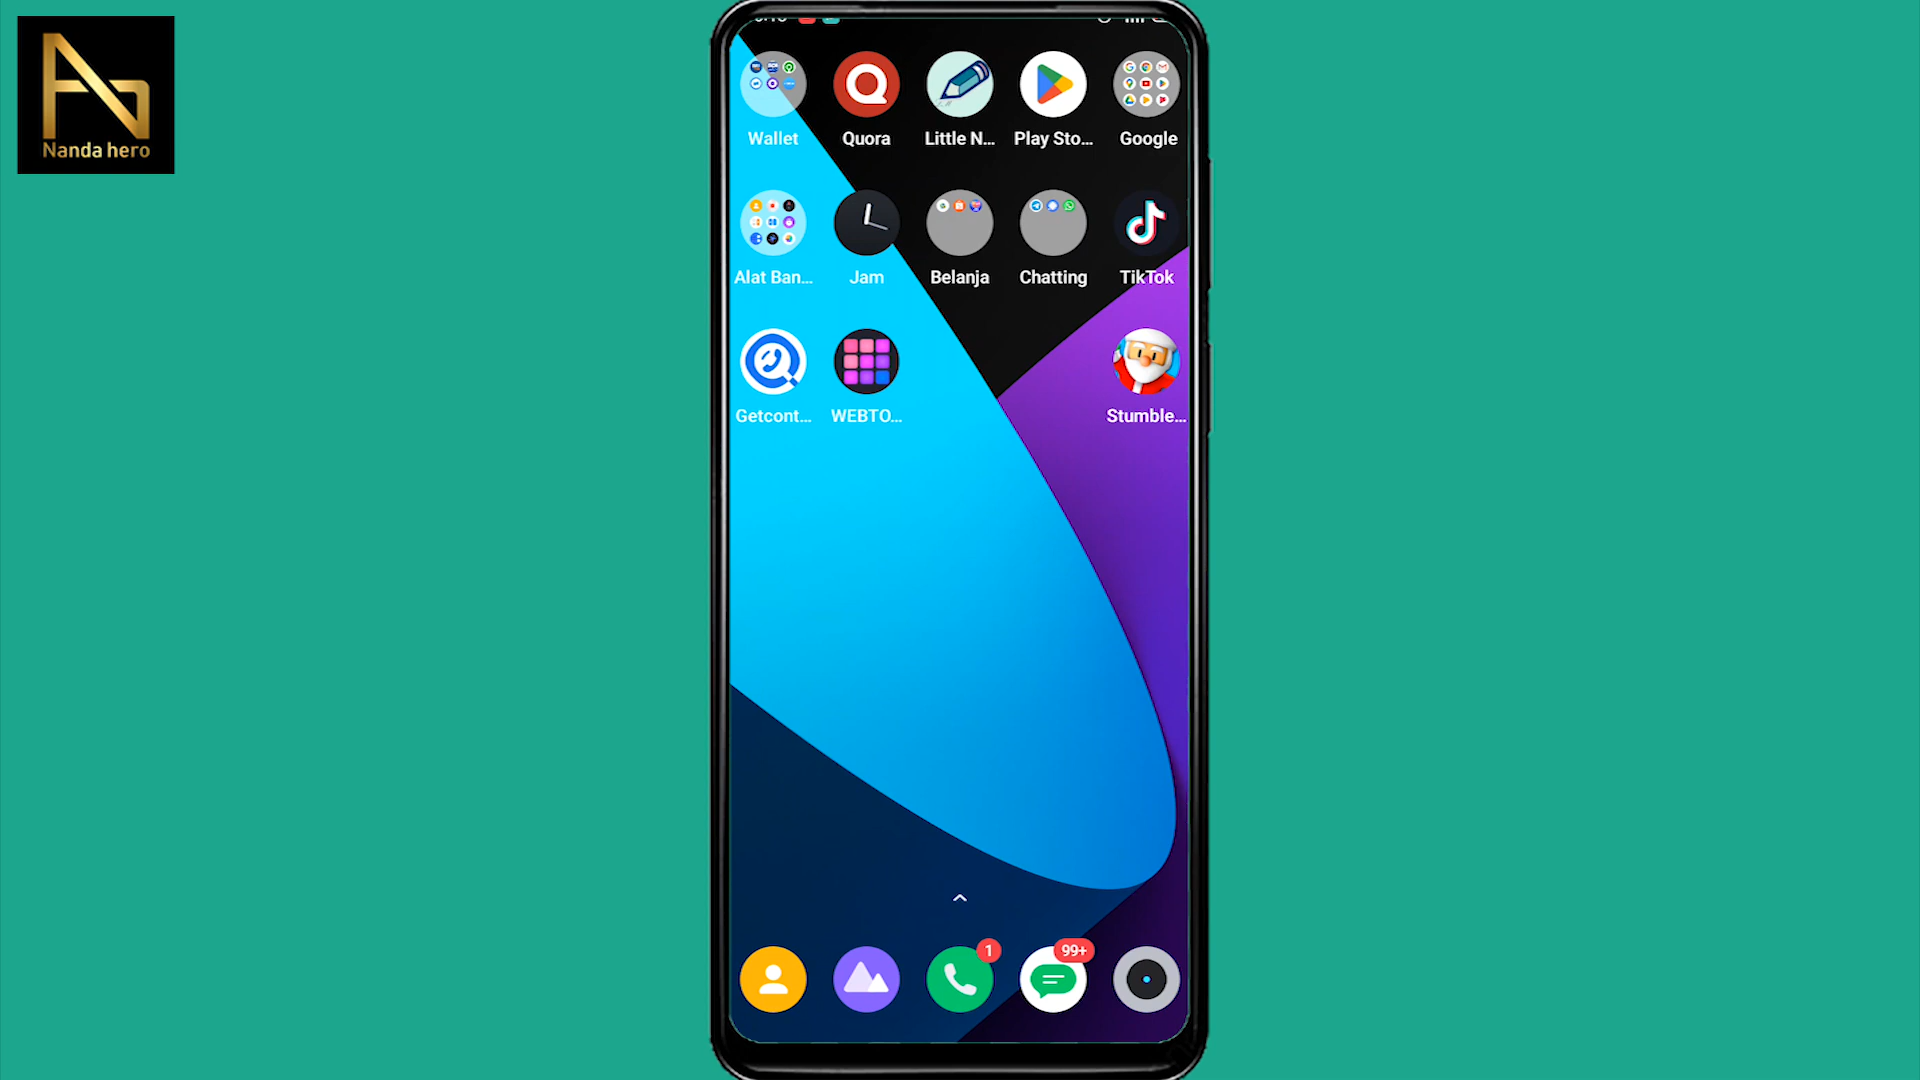 Nanda hero
Wallet
Quora
Little N...
Play Sto...
Google
Alat Ban...
Jam
Belanja
Chatting
TikTok
Getcont...
WEBTO...
Stumble...
1
99+